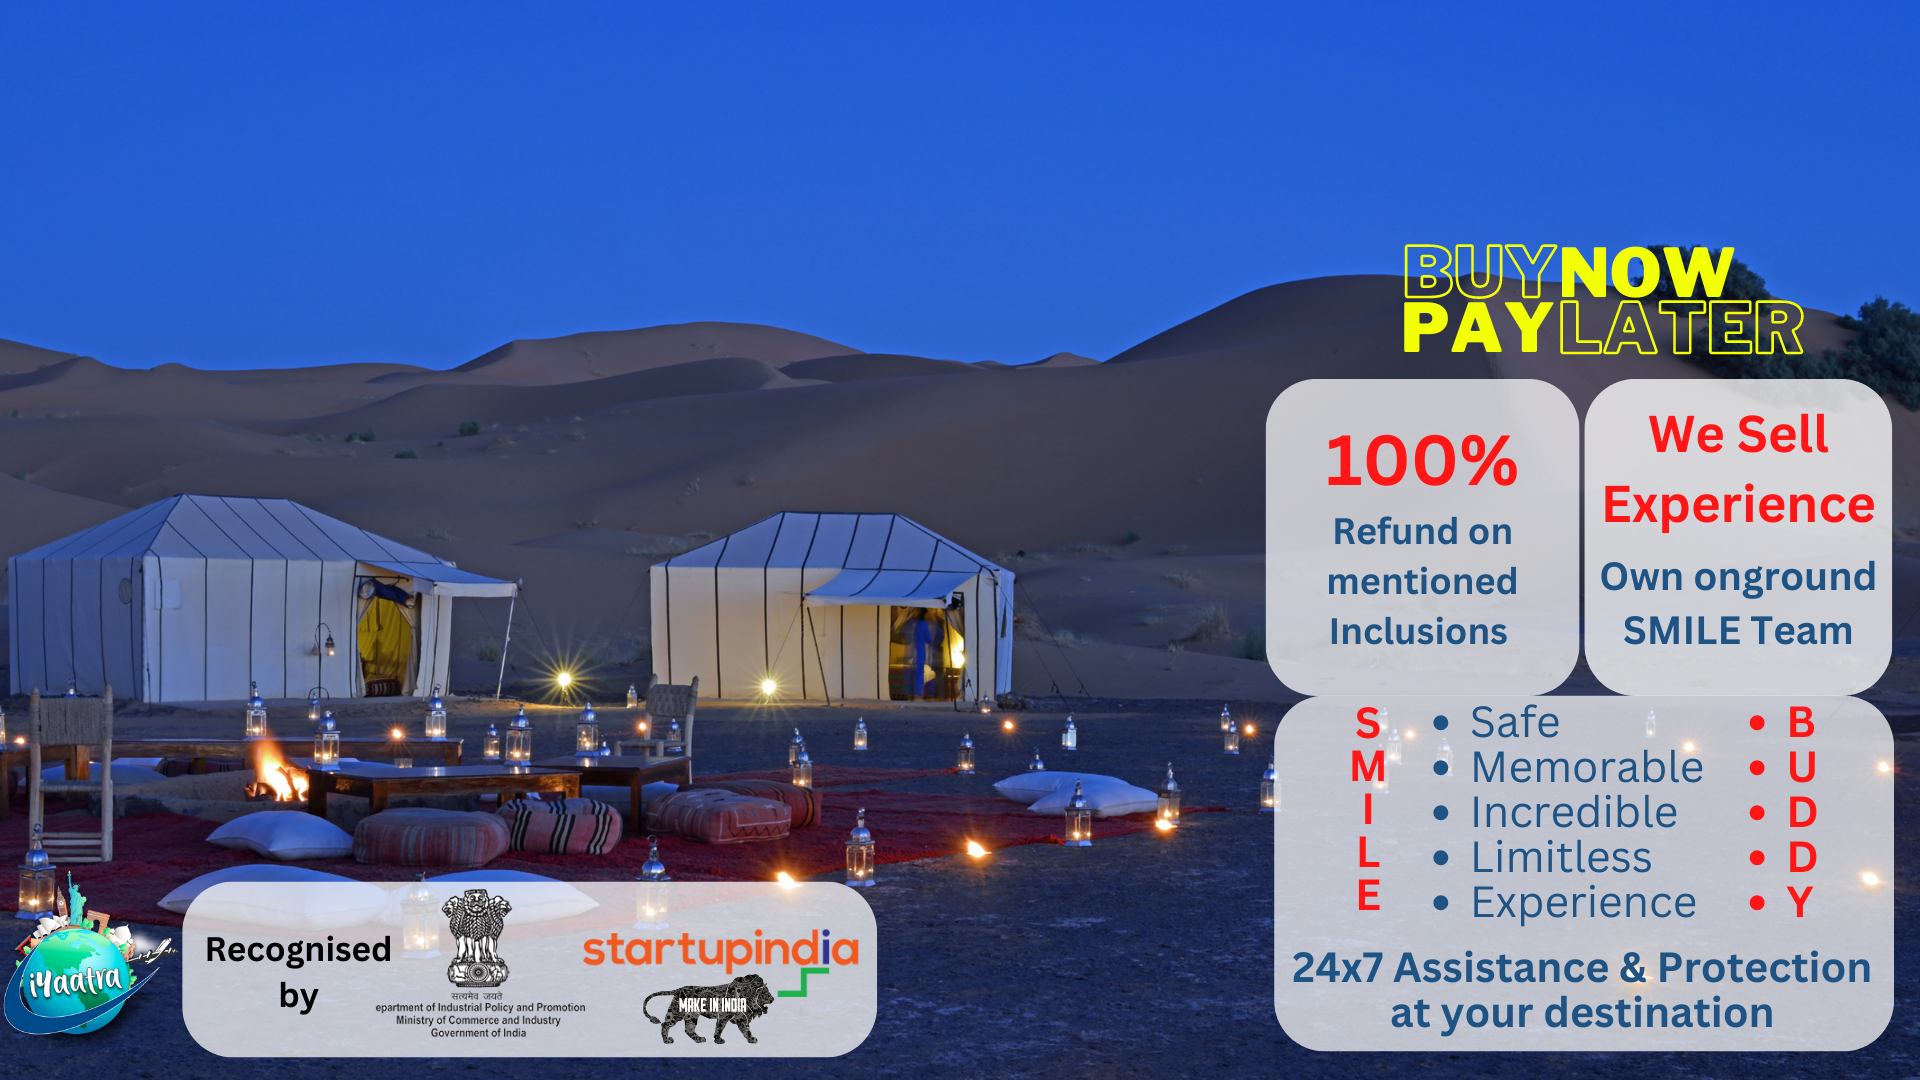 BUYNOW
PAYLATER
100%
Refund on
mentioned
Inclusions
We Sell
Experience
Own onground
SMILE Team
S
M
I
L
E
• Safe
• Memorable
• Incredible
• Limitless
• Experience
• B
• U
• D
• D
• Y
24x7 Assistance & Protection
at your destination
iYaatra
Recognised
by
सत्यमेव जयते
epartment of Industrial Policy and Promotion
Ministry of Commerce and Industry
Government of India
startupindia
MAKE IN INDIA